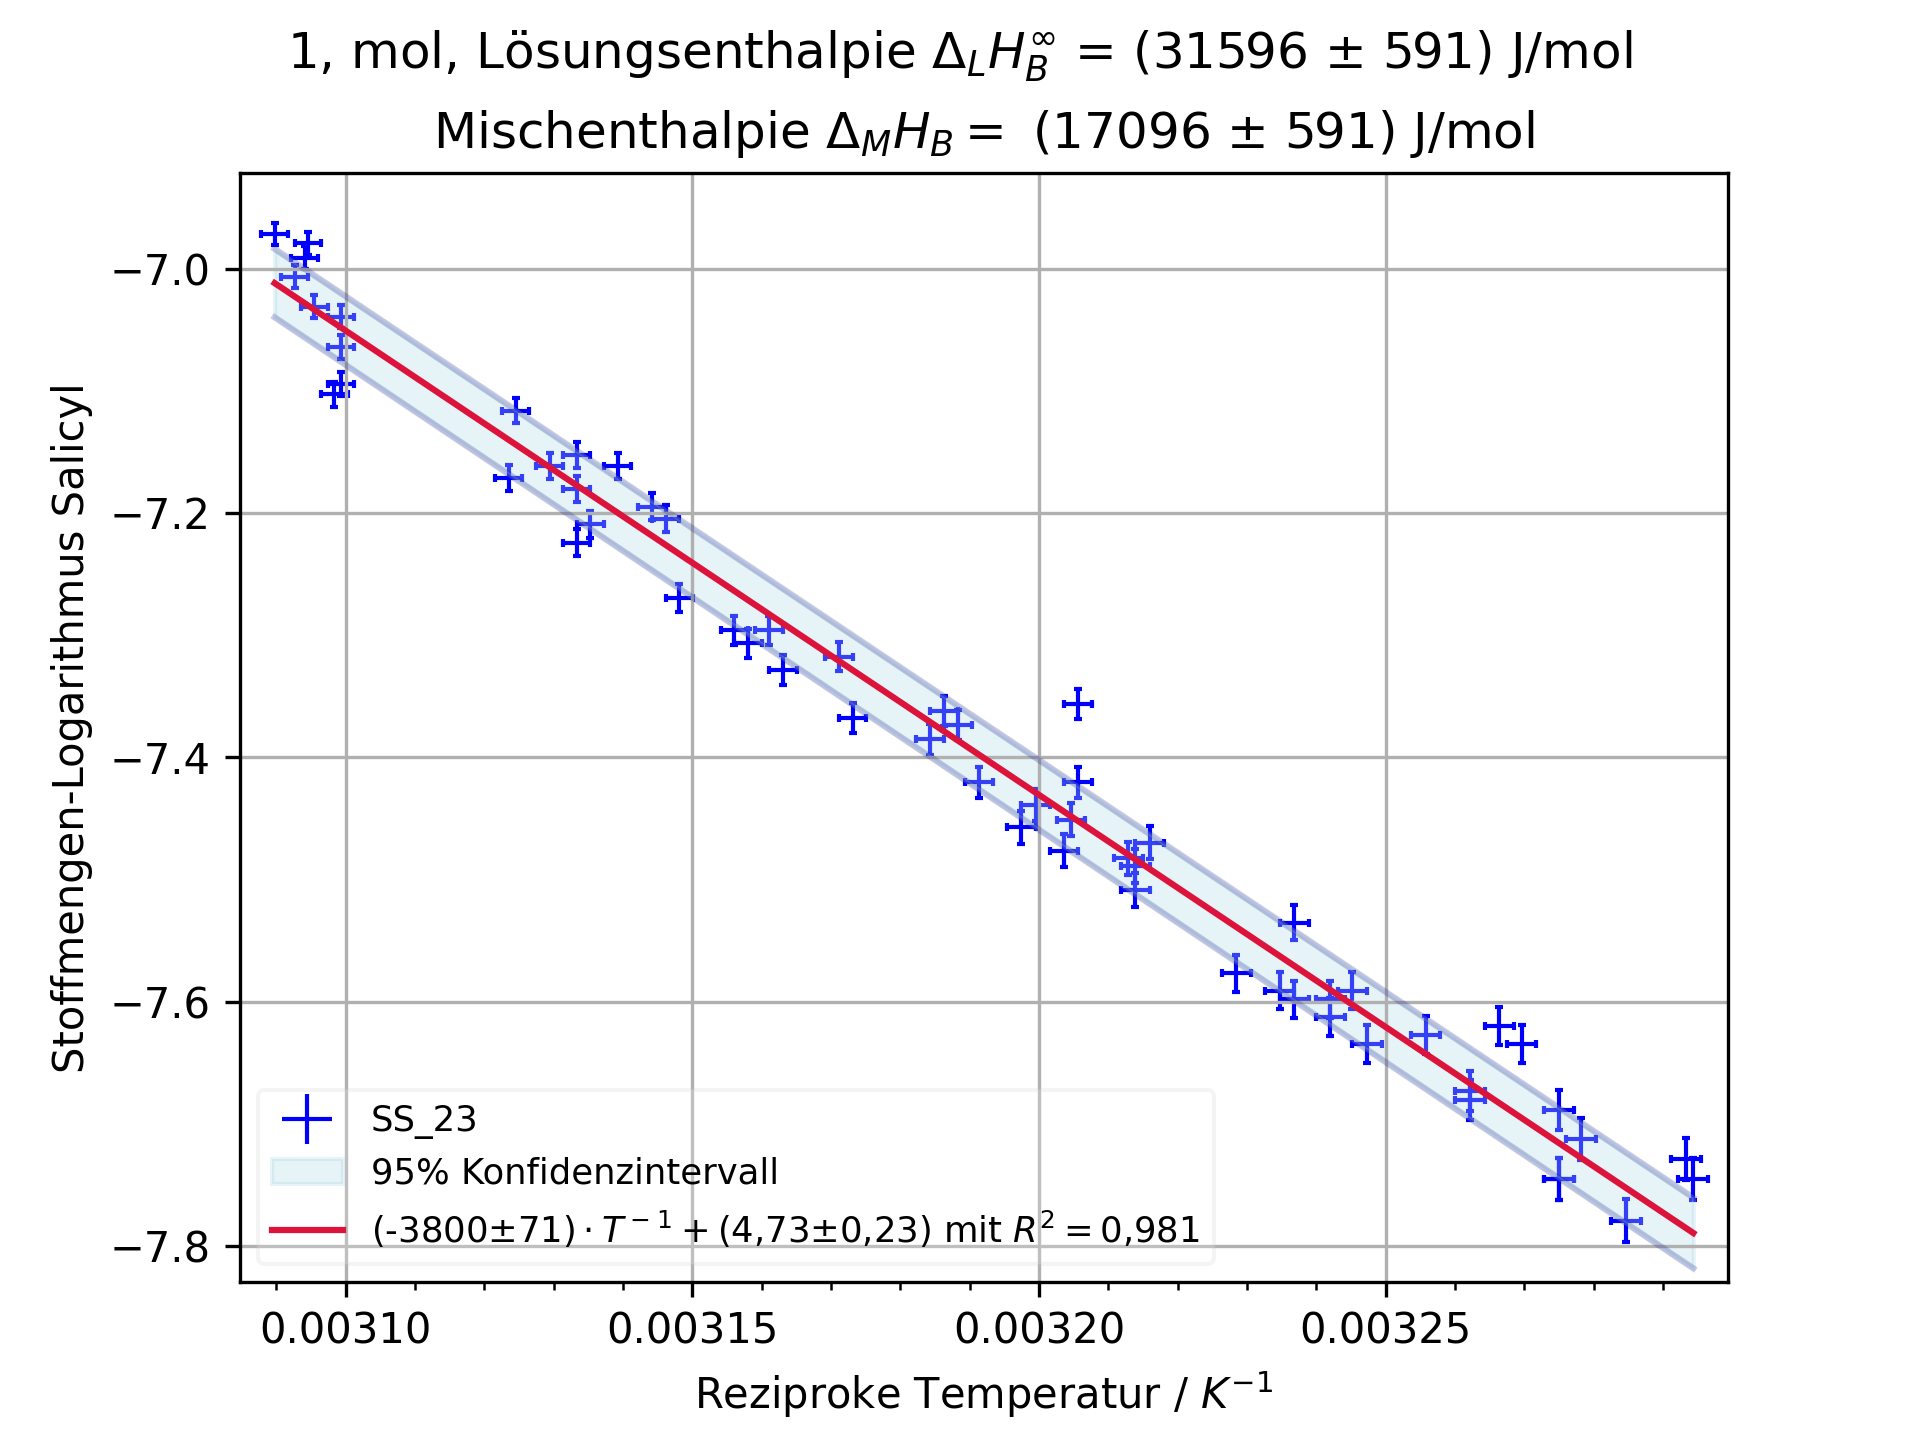 1, mol, Lösungsenthalpie Δ_L H_B^∞ = (31596 ± 591) J/mol
Mischenthalpie Δ_M H_B = (17096 ± 591) J/mol
−7.0
−7.2
−7.4
−7.6
−7.8
Stoffmengen-Logarithmus Salicyl
SS_23
95% Konfidenzintervall
(-3800±71) · T⁻¹ + (4,73±0,23) mit R² = 0,981
0.00310 0.00315 0.00320 0.00325
Reziproke Temperatur / K⁻¹